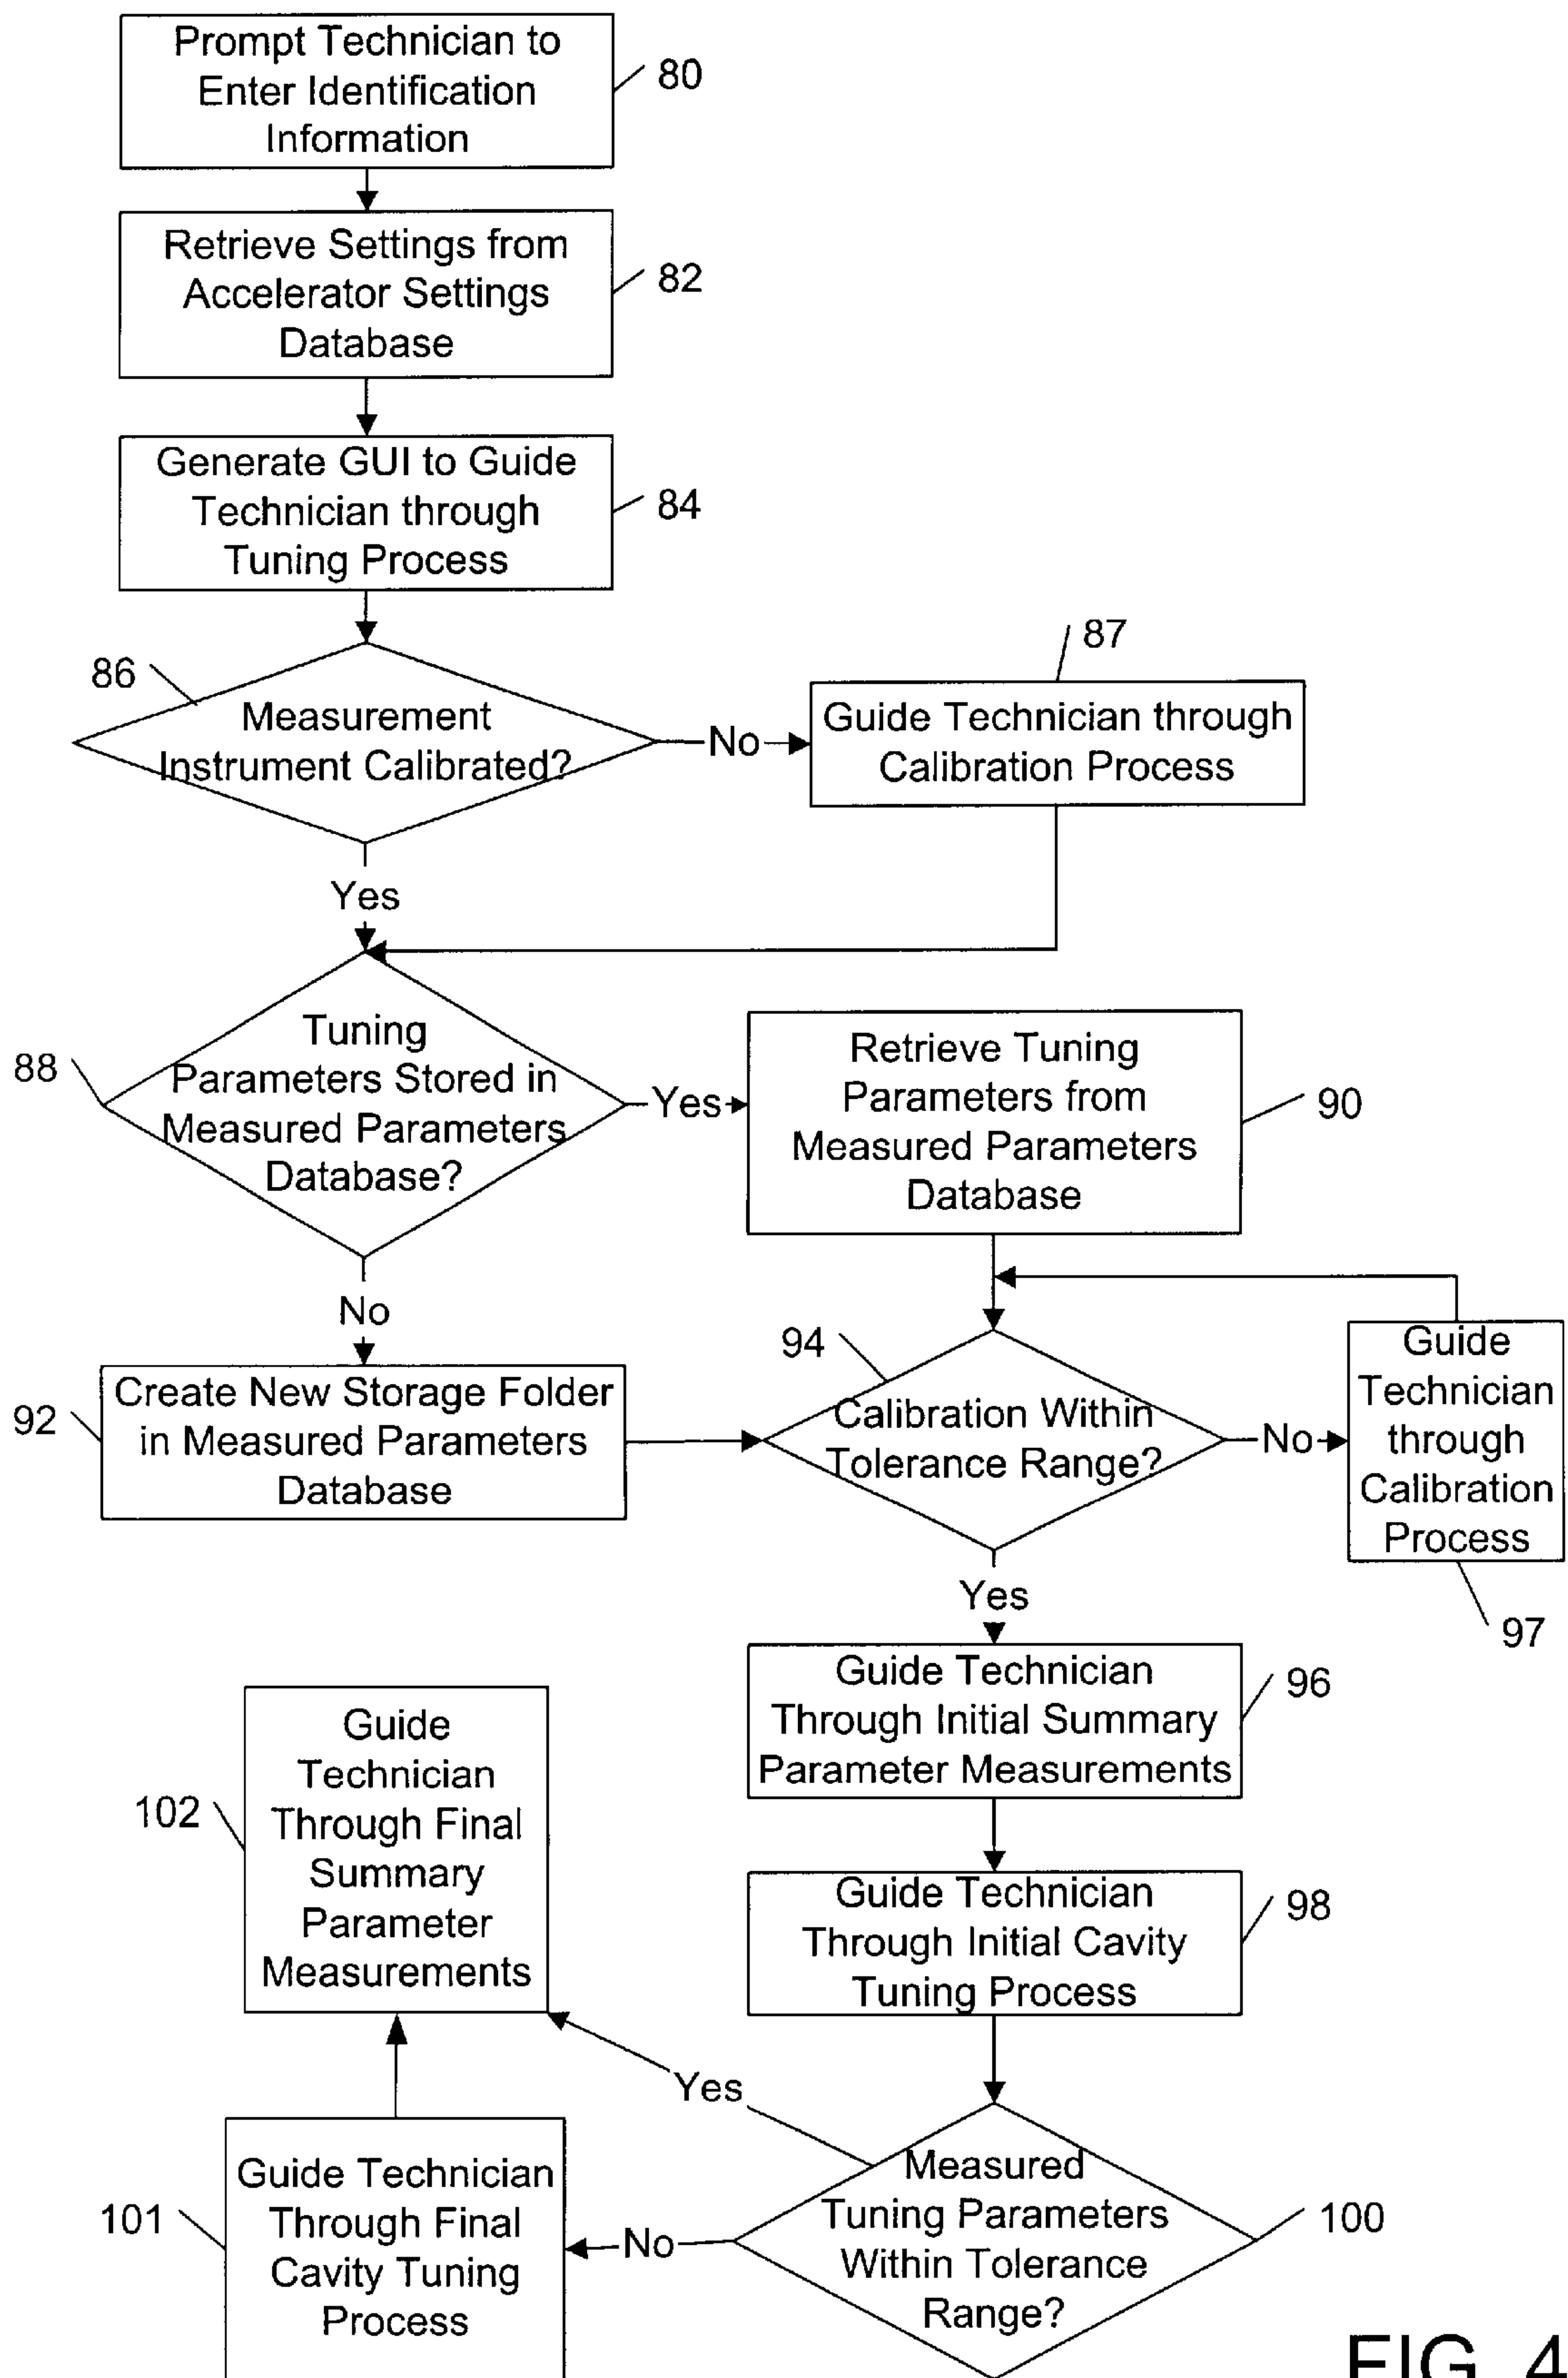 Prompt Technician to
Enter Identification
Information
80
Retrieve Settings from
Accelerator Settings
Database
82
Generate GUI to Guide
Technician through
Tuning Process
84
86
Measurement
Instrument Calibrated?
No
87
Guide Technician through
Calibration Process
Yes
88
Tuning
Parameters Stored in
Measured Parameters
Database?
Yes
Retrieve Tuning
Parameters from
Measured Parameters
Database
90
No
92
Create New Storage Folder
in Measured Parameters
Database
94
Calibration Within
Tolerance Range?
No
Guide
Technician
through
Calibration
Process
97
Yes
Guide Technician
Through Initial Summary
Parameter Measurements
96
Guide Technician
Through Initial Cavity
Tuning Process
98
102
Guide
Technician
Through Final
Summary
Parameter
Measurements
Yes
Measured
Tuning Parameters
Within Tolerance
Range?
100
No
101
Guide Technician
Through Final
Cavity Tuning
Process
FIG. 4